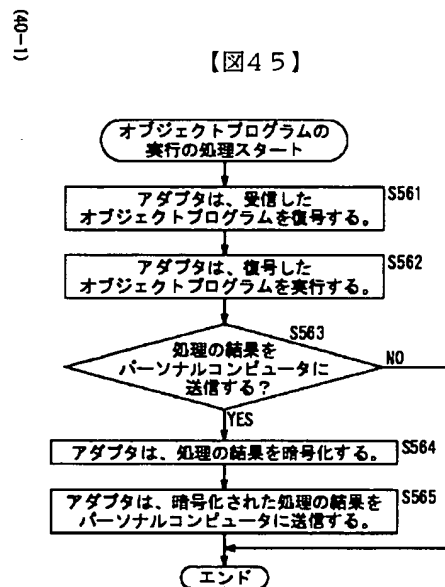 (40-1)
【図４５】
オブジェクトプログラムの
実行の処理スタート
アダプタは、受信した
オブジェクトプログラムを復号する。
S561
アダプタは、復号した
オブジェクトプログラムを実行する。
S562
S563
処理の結果を
パーソナルコンピュータに
送信する？
NO
YES
アダプタは、処理の結果を暗号化する。
S564
アダプタは、暗号化された処理の結果を
パーソナルコンピュータに送信する。
S565
エンド